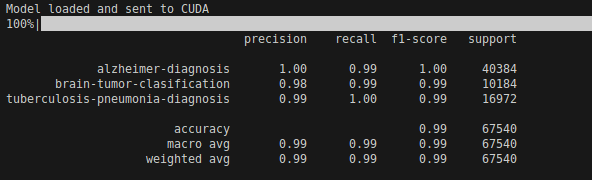 Model loaded and sent to CUDA
100%|
precision recall f1-score support
alzheimer-diagnosis 1.00 0.99 1.00 40384
brain-tumor-clasification 0.98 0.99 0.99 10184
tuberculosis-pneumonia-diagnosis 0.99 1.00 0.99 16972
accuracy 0.99 67540
macro avg 0.99 0.99 0.99 67540
weighted avg 0.99 0.99 0.99 67540